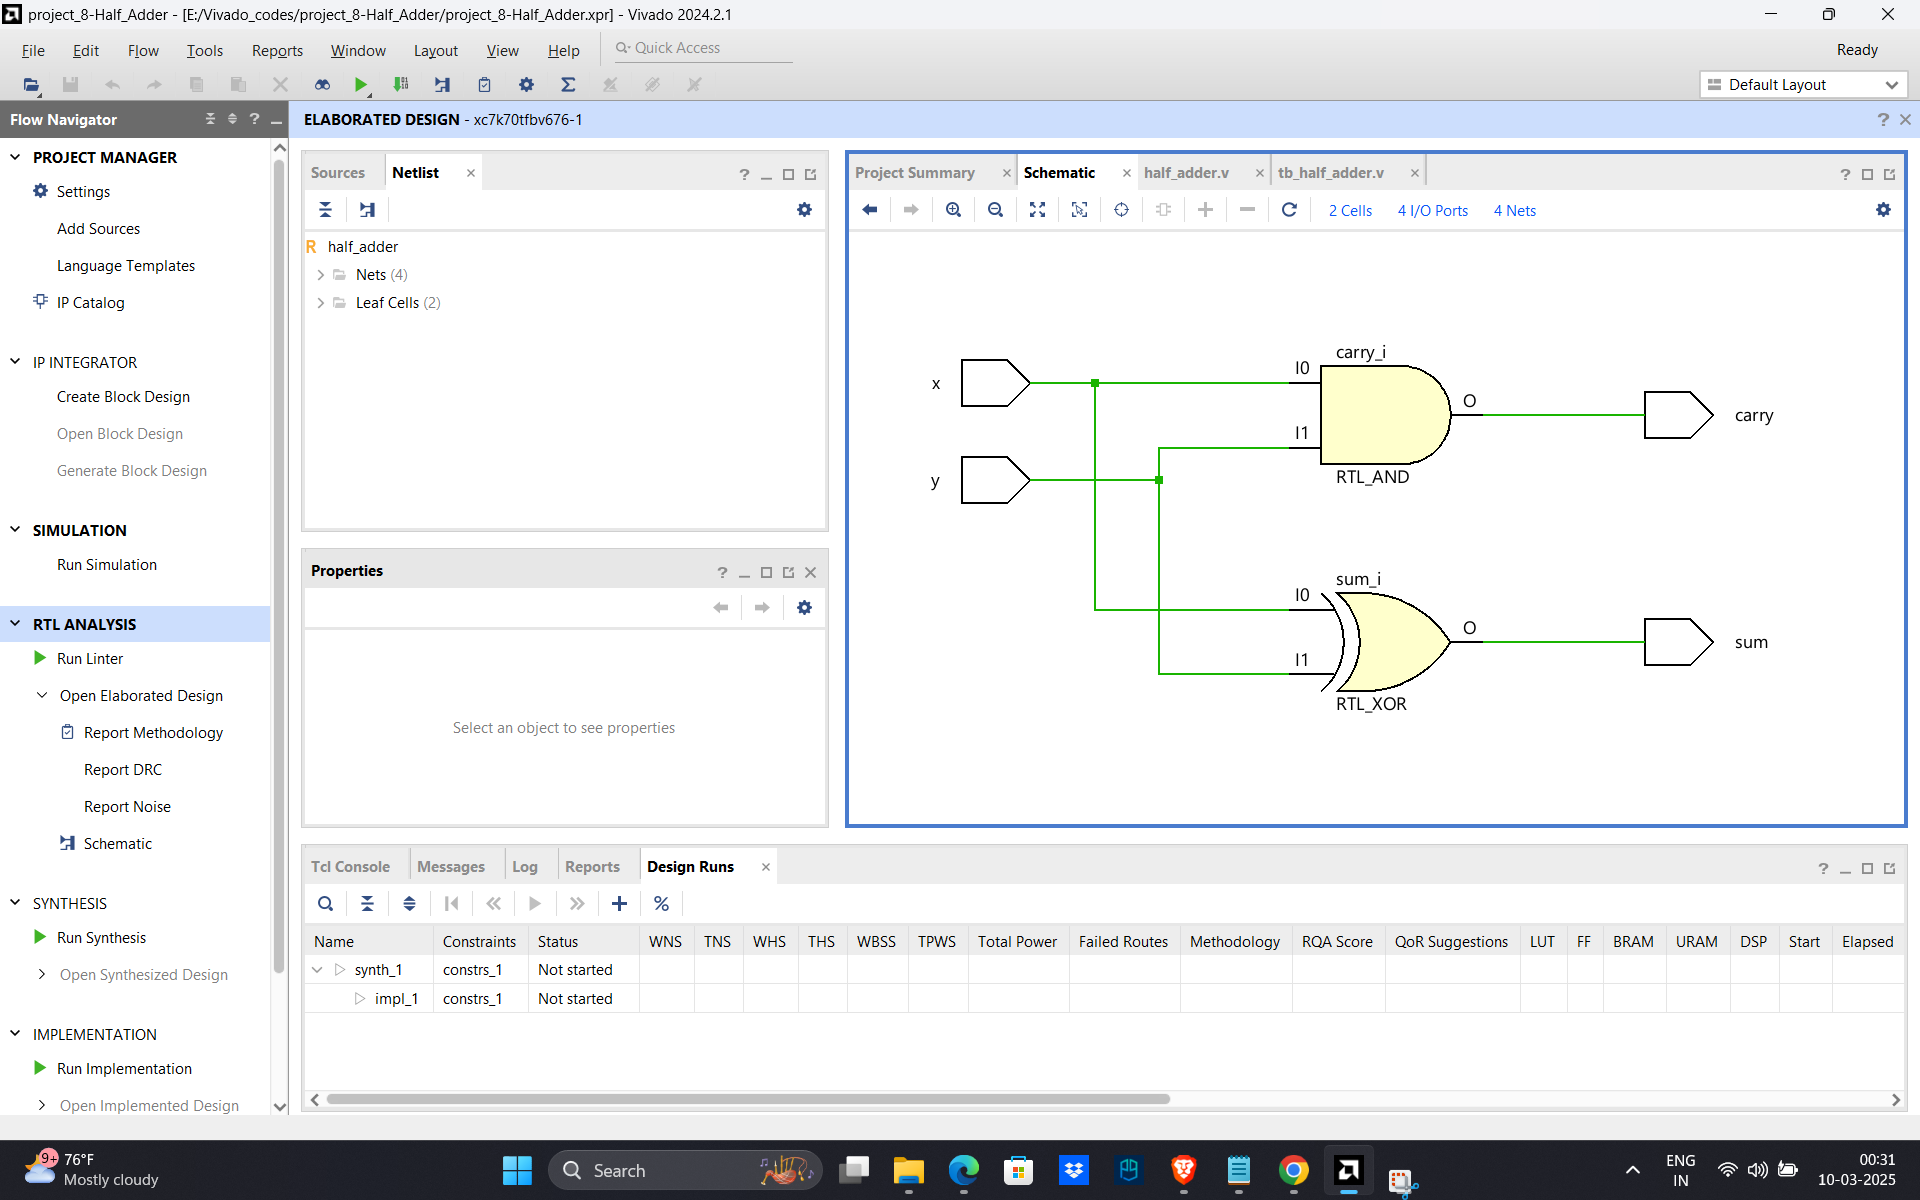 project_8-Half_Adder - [E:/Vivado_codes/project_8-Half_Adder/project_8-Half_Adder.xpr] - Vivado 2024.2.1
File Edit Flow Tools Reports Window Layout View Help Quick Access Ready
Default Layout
Flow Navigator
ELABORATED DESIGN - xc7k70tfbv676-1
PROJECT MANAGER
Settings
Add Sources
Language Templates
IP Catalog
IP INTEGRATOR
Create Block Design
Open Block Design
Generate Block Design
SIMULATION
Run Simulation
RTL ANALYSIS
Run Linter
Open Elaborated Design
Report Methodology
Report DRC
Report Noise
Schematic
SYNTHESIS
Run Synthesis
Open Synthesized Design
IMPLEMENTATION
Run Implementation
Open Implemented Design
Sources Netlist
R half_adder
Nets (4)
Leaf Cells (2)
Properties
Select an object to see properties
Project Summary Schematic half_adder.v tb_half_adder.v
2 Cells 4 I/O Ports 4 Nets
carry_i
x I0
O
carry
I1
y
RTL_AND
sum_i
I0
O
sum
I1
RTL_XOR
Tcl Console Messages Log Reports Design Runs
Name Constraints Status WNS TNS WHS THS WBSS TPWS Total Power Failed Routes Methodology RQA Score QoR Suggestions LUT FF BRAM URAM DSP Start Elapsed
synth_1 constrs_1 Not started
impl_1 constrs_1 Not started
9+
76°F
Mostly cloudy
Search
ENG
IN
00:31
10-03-2025